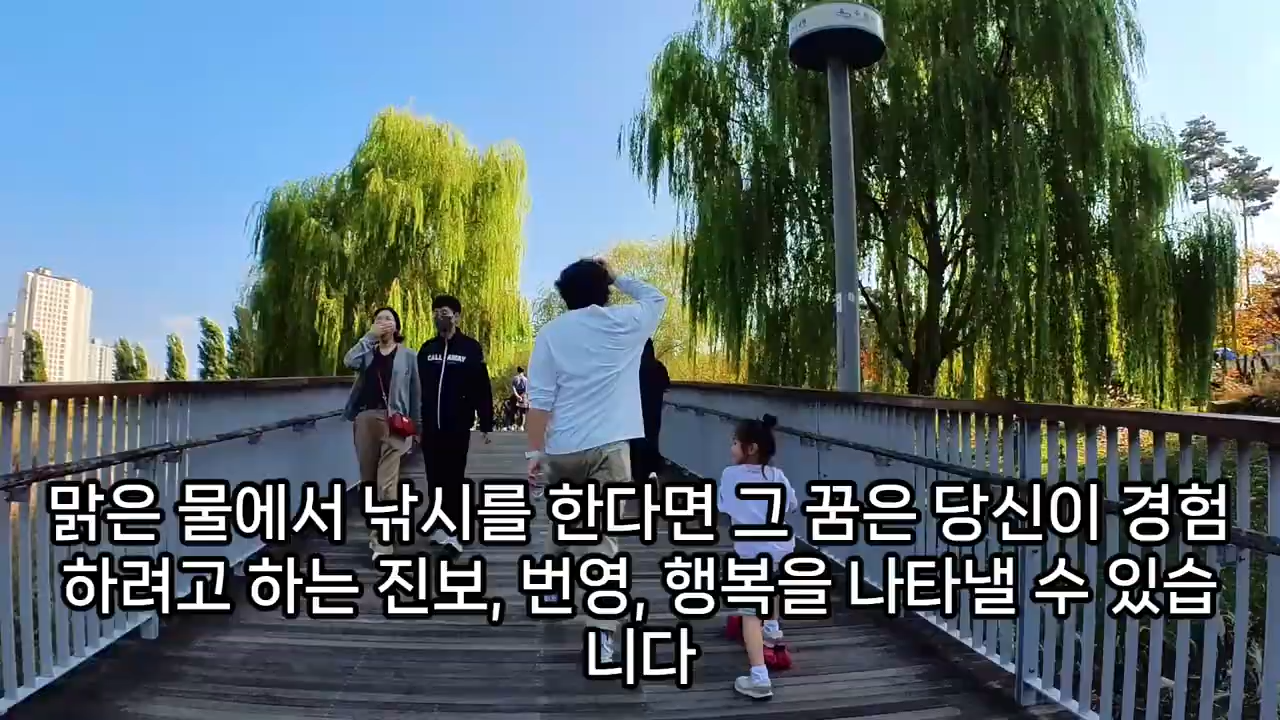 CALLAWAY
맑은 물에서 낚시를 한다면 그 꿈은 당신이 경험
하려고 하는 진보, 번영, 행복을 나타낼 수 있습
니다